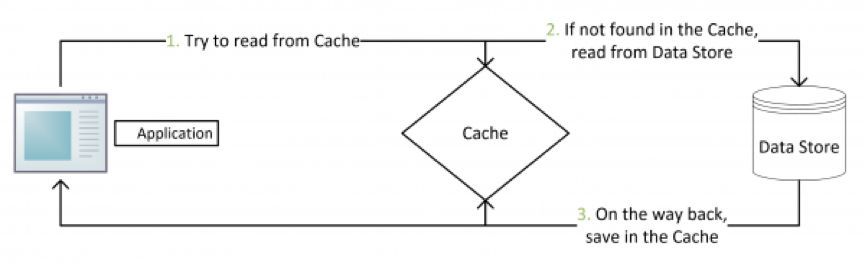 1. Try to read from Cache
2. If not found in the Cache,
read from Data Store
Application
Cache
Data Store
3. On the way back,
save in the Cache